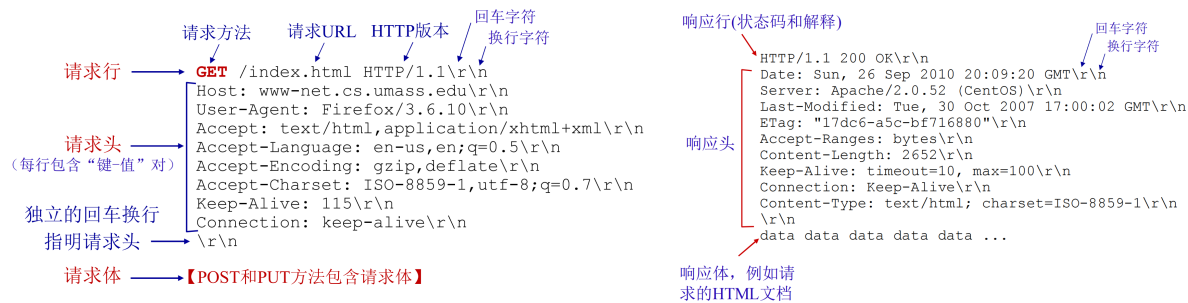 请求方法 请求URL HTTP版本
回车字符
换行字符
请求行
GET /index.html HTTP/1.1\r\n
Host: www-net.cs.umass.edu\r\n
User-Agent: Firefox/3.6.10\r\n
Accept: text/html,application/xhtml+xml\r\n
请求头
Accept-Language: en-us,en;q=0.5\r\n
(每行包含“键-值”对)
Accept-Encoding: gzip,deflate\r\n
Accept-Charset: ISO-8859-1,utf-8;q=0.7\r\n
Keep-Alive: 115\r\n
Connection: keep-alive\r\n
独立的回车换行
指明请求头
\r\n
请求体
【POST和PUT方法包含请求体】
响应行(状态码和解释)
回车字符
换行字符
HTTP/1.1 200 OK\r\n
Date: Sun, 26 Sep 2010 20:09:20 GMT\r\n
Server: Apache/2.0.52 (CentOS)\r\n
Last-Modified: Tue, 30 Oct 2007 17:00:02 GMT\r\n
ETag: "17dc6-a5c-bf716880"\r\n
响应头
Accept-Ranges: bytes\r\n
Content-Length: 2652\r\n
Keep-Alive: timeout=10, max=100\r\n
Connection: Keep-Alive\r\n
Content-Type: text/html; charset=ISO-8859-1\r\n
\r\n
data data data data data ...
响应体，例如请
求的HTML文档